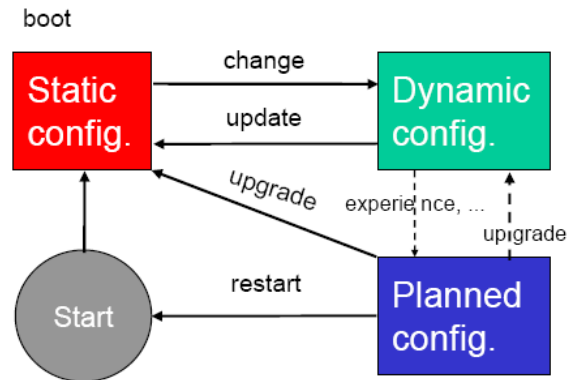 boot
change
Static
config.
Dynamic
config.
update
upgrade
experie nce, ...
upgrade
restart
Start
Planned
config.